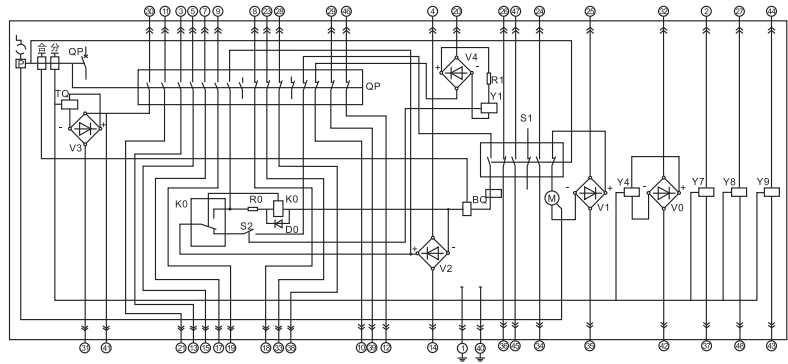 30 11 3 5 7 9 8 23 28 29 46 4 20 26 47 24 25 32 2 27 44
合 分 QP
P
V4
QP
R1
TQ
Y1
S1
V3
K0 R0 K0
BQ
M
Y4 Y7 Y8 Y9
S2 D0
V1 V0
V2
31 41 21 13 15 17 19 18 33 38 10 39 12 14 1 40 36 45 34 35 42 37 48 43